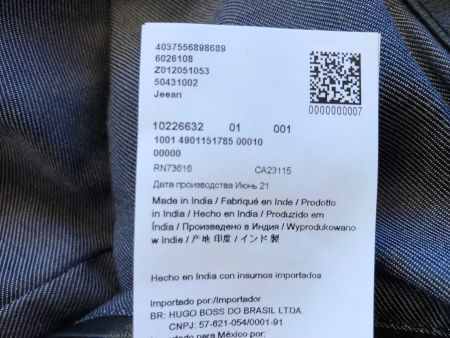 4037556898689
6026108
Z012051053
50431002
Jeean
0000000007
10226632 01 001
1001 4901151785 00010
00000
RN73616 CA23115
Дата производства Июнь 21
Made in India / Fabriqué en Inde / Prodotto
in India / Hecho en India / Produzido em
Índia / Произведено в Индия / Wyprodukowano
w Indie / 产地 印度 / インド 製
Hecho en India con insumos importados
Importado por:/Importador
BR: HUGO BOSS DO BRASIL LTDA.
CNPJ: 57-621-054/0001-91
para México por: